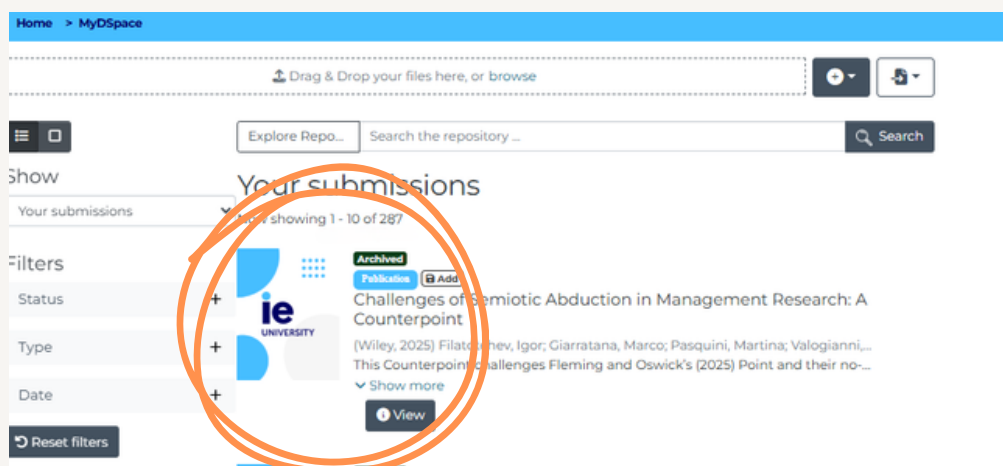 Home > MyDSpace
Drag & Drop your files here, or browse
Explore Repo... Search the repository ... Search
Show
Your submissions
Your submissions
Now showing 1 - 10 of 287
Filters
Status +
Type +
Date +
Reset filters
ie
UNIVERSITY
Archived
Publication Add
Challenges of Semiotic Abduction in Management Research: A
Counterpoint
(Wiley, 2025) Filatotchev, Igor; Giarratana, Marco; Pasquini, Martina; Valogianni,...
This Counterpoint challenges Fleming and Oswick's (2025) Point and their no-...
Show more
View